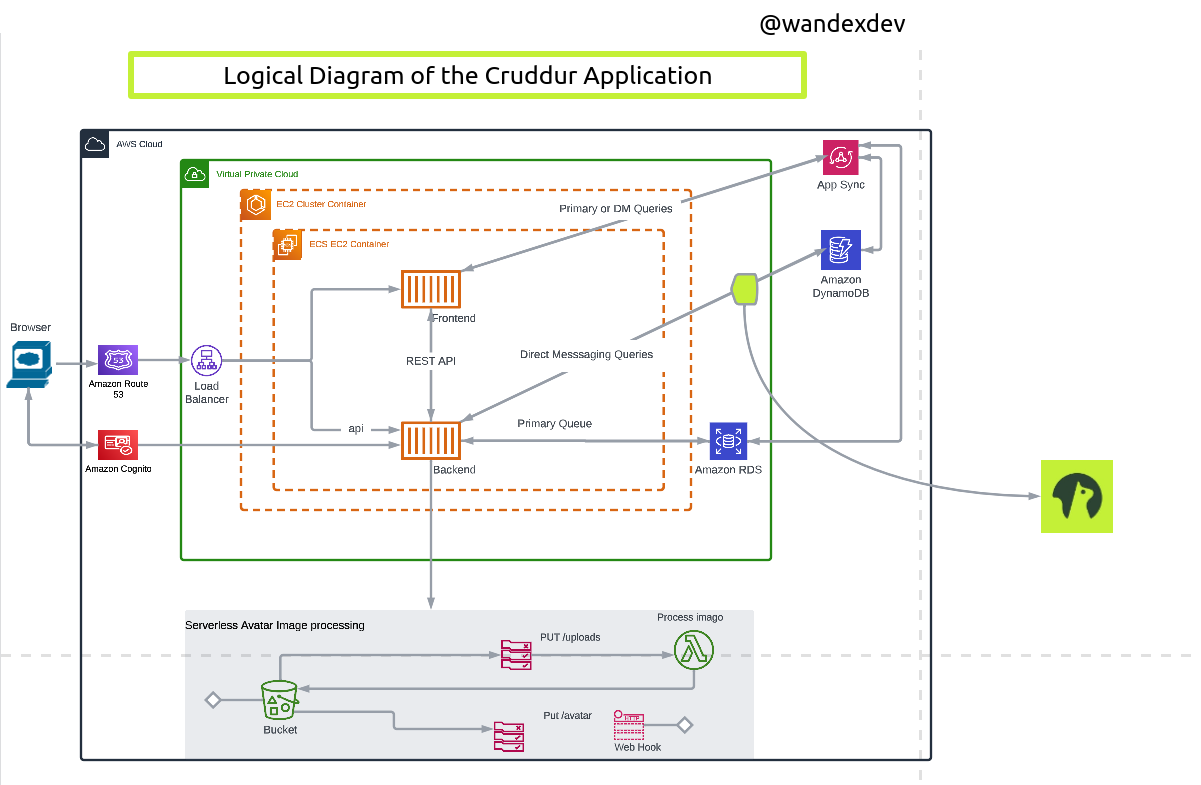 @wandexdev
Logical Diagram of the Cruddur Application
AWS Cloud
Virtual Private Cloud
App Sync
EC2 Cluster Container
Primary or DM Queries
ECS EC2 Container
Amazon
DynamoDB
Frontend
Browser
REST API
Direct Messsaging Queries
53
Amazon Route
53
Load
Balancer
api
Primary Queue
Amazon Cognito
Backend
Amazon RDS
Serverless Avatar Image processing
Process imago
PUT /uploads
Put /avatar
HTTP
Bucket
Web Hook